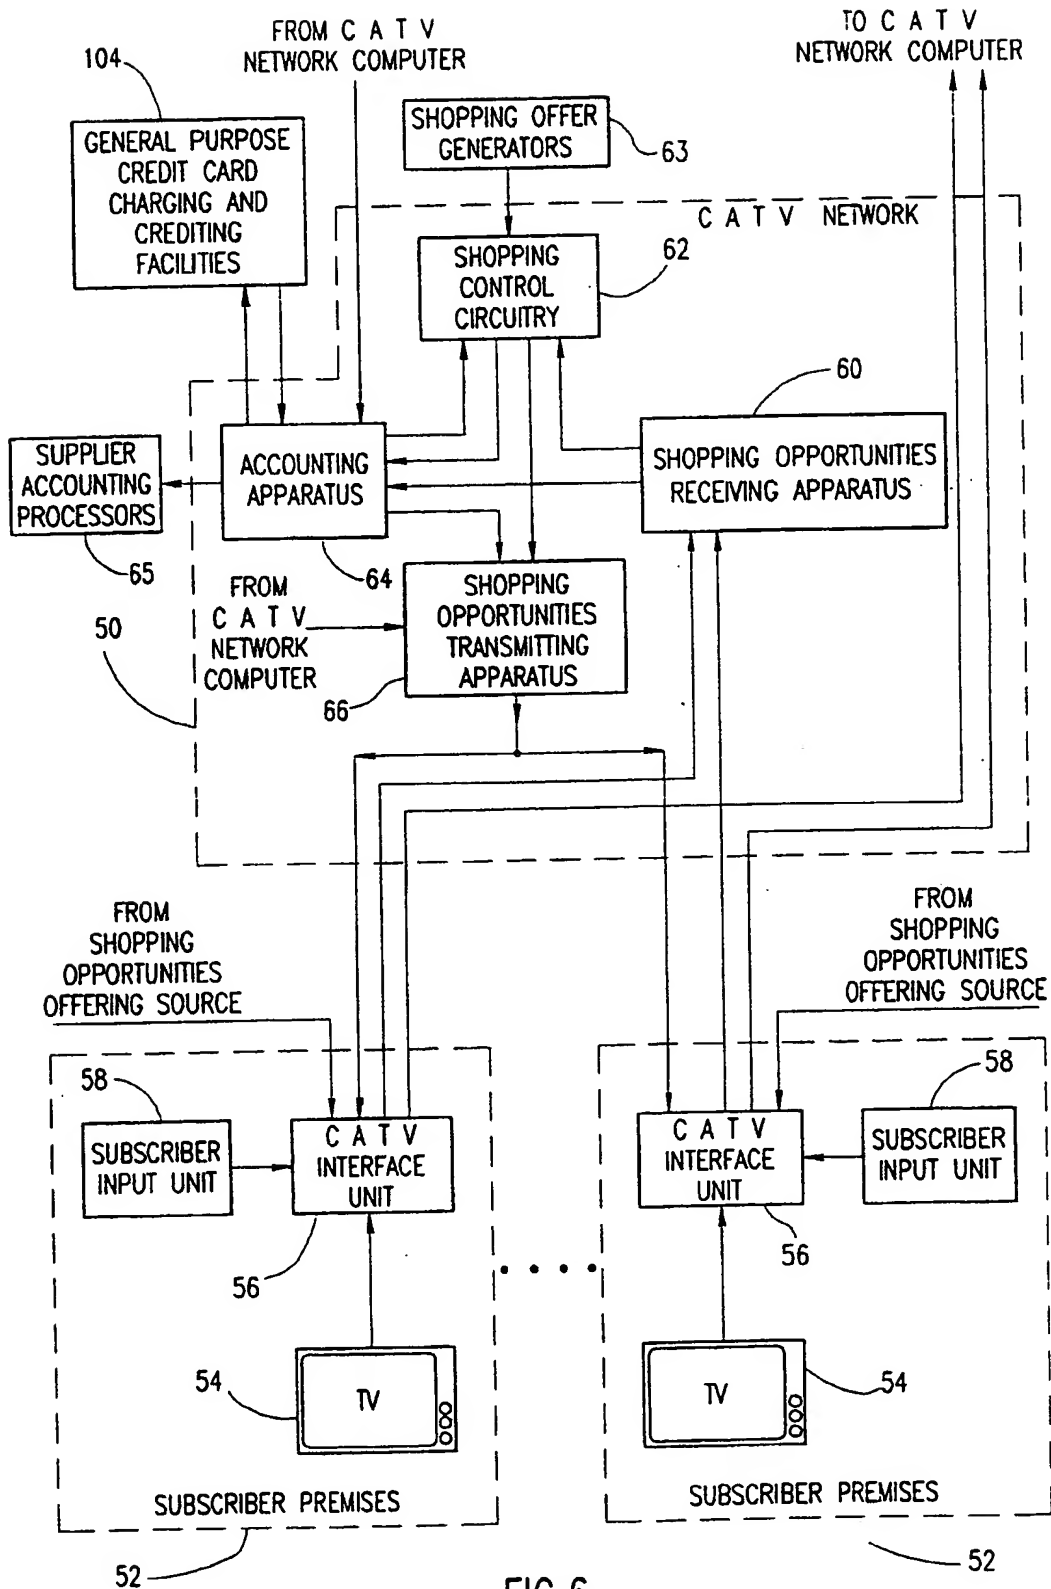 FROM C A T V
NETWORK COMPUTER
TO C A T V
NETWORK COMPUTER
104
GENERAL PURPOSE
CREDIT CARD
CHARGING AND
CREDITING
FACILITIES
SHOPPING OFFER
GENERATORS
63
C A T V NETWORK
SHOPPING
CONTROL
CIRCUITRY
62
60
SUPPLIER
ACCOUNTING
PROCESSORS
65
ACCOUNTING
APPARATUS
64
SHOPPING OPPORTUNITIES
RECEIVING APPARATUS
50
FROM
C A T V
NETWORK
COMPUTER
SHOPPING
OPPORTUNITIES
TRANSMITTING
APPARATUS
66
FROM
SHOPPING
OPPORTUNITIES
OFFERING SOURCE
FROM
SHOPPING
OPPORTUNITIES
OFFERING SOURCE
58
SUBSCRIBER
INPUT UNIT
C A T V
INTERFACE
UNIT
56
C A T V
INTERFACE
UNIT
56
58
SUBSCRIBER
INPUT UNIT
54
TV
TV
54
SUBSCRIBER PREMISES
SUBSCRIBER PREMISES
52
52
FIG.6